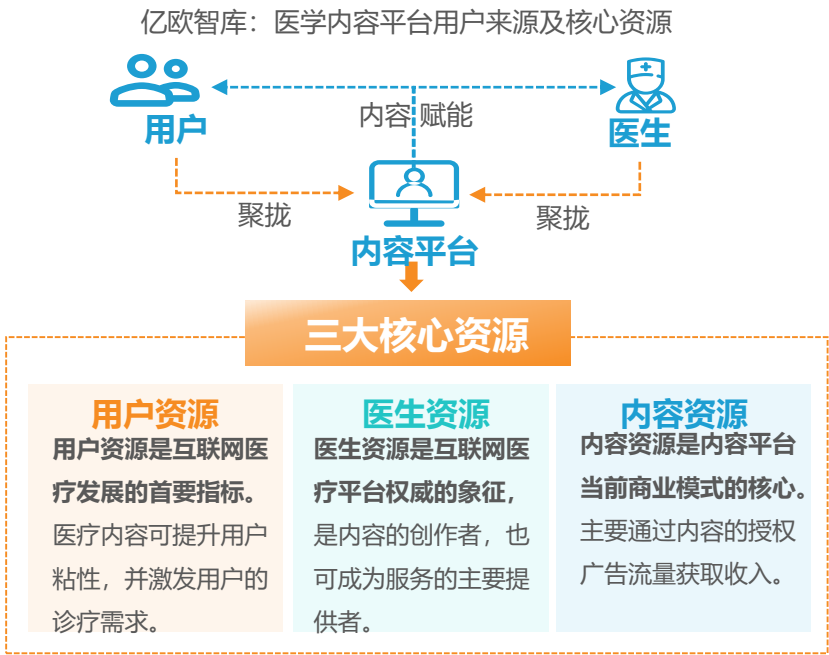 亿欧智库：医学内容平台用户来源及核心资源
内容 赋能
用户
医生
聚拢
聚拢
内容平台
三大核心资源
用户资源
用户资源是互联网医
疗发展的首要指标。
医疗内容可提升用户
粘性，并激发用户的
诊疗需求。
医生资源
医生资源是互联网医
疗平台权威的象征，
是内容的创作者，也
可成为服务的主要提
供者。
内容资源
内容资源是内容平台
当前商业模式的核心。
主要通过内容的授权
广告流量获取收入。